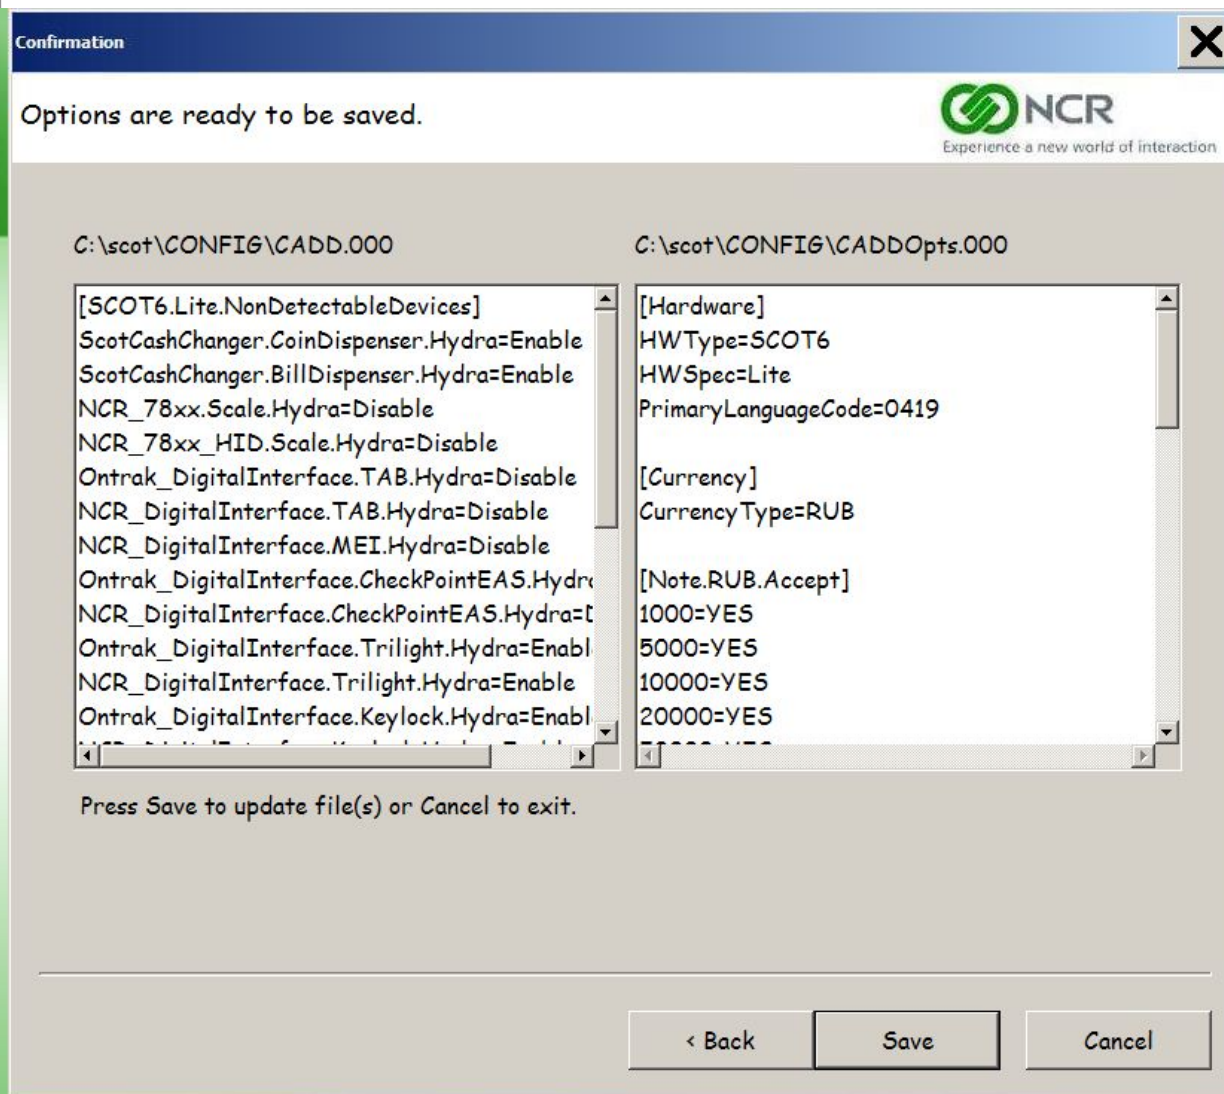 Confirmation
Options are ready to be saved.
NCR
Experience a new world of interaction
C:\scot\CONFIG\CADD.000
[SCOT6.Lite.NonDetectableDevices]
ScotCashChanger.CoinDispenser.Hydra=Enable
ScotCashChanger.BillDispenser.Hydra=Enable
NCR_78xx.Scale.Hydra=Disable
NCR_78xx_HID.Scale.Hydra=Disable
Ontrak_DigitalInterface.TAB.Hydra=Disable
NCR_DigitalInterface.TAB.Hydra=Disable
NCR_DigitalInterface.MEI.Hydra=Disable
Ontrak_DigitalInterface.CheckPointEAS.Hydra
NCR_DigitalInterface.CheckPointEAS.Hydra=
Ontrak_DigitalInterface.Trilight.Hydra=Enabl
NCR_DigitalInterface.Trilight.Hydra=Enable
Ontrak_DigitalInterface.Keylock.Hydra=Enabl
C:\scot\CONFIG\CADDOpts.000
[Hardware]
HWType=SCOT6
HWSpec=Lite
PrimaryLanguageCode=0419
[Currency]
CurrencyType=RUB
[Note.RUB.Accept]
1000=YES
5000=YES
10000=YES
20000=YES
Press Save to update file(s) or Cancel to exit.
< Back
Save
Cancel